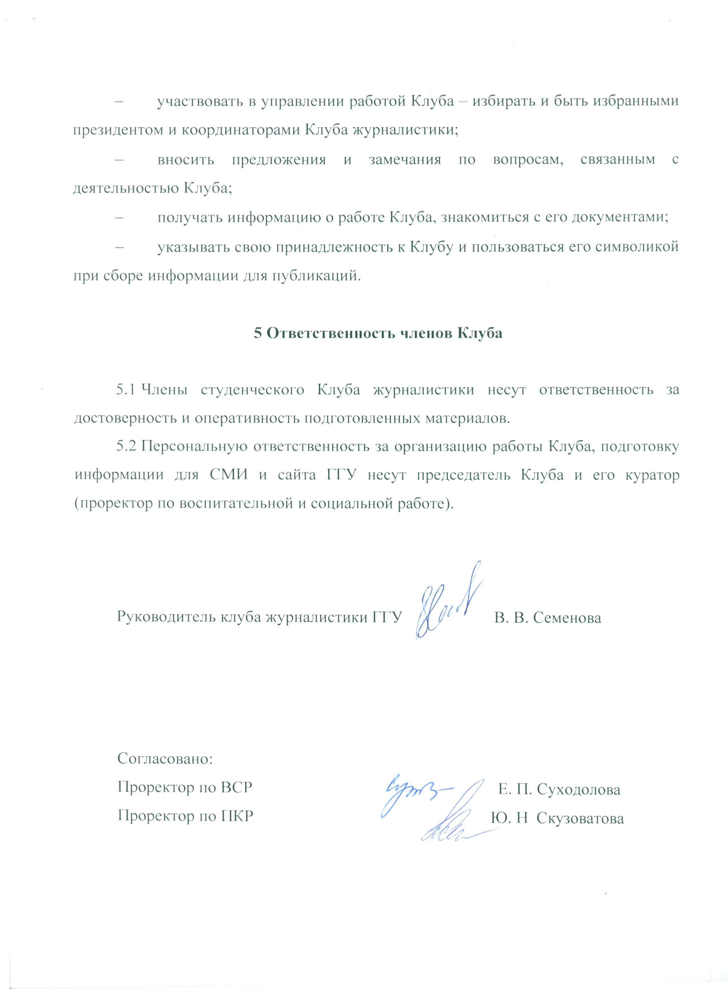 – участвовать в управлении работой Клуба – избирать и быть избранными
президентом и координаторами Клуба журналистики;
– вносить предложения и замечания по вопросам, связанным с
деятельностью Клуба;
– получать информацию о работе Клуба, знакомиться с его документами;
– указывать свою принадлежность к Клубу и пользоваться его символикой
при сборе информации для публикаций.
5 Ответственность членов Клуба
5.1 Члены студенческого Клуба журналистики несут ответственность за
достоверность и оперативность подготовленных материалов.
5.2 Персональную ответственность за организацию работы Клуба, подготовку
информации для СМИ и сайта ГГУ несут председатель Клуба и его куратор
(проректор по воспитательной и социальной работе).
Руководитель клуба журналистики ГГУ В. В. Семенова
Согласовано:
Проректор по ВСР Е. П. Суходолова
Проректор по ПКР Ю. Н Скузоватова